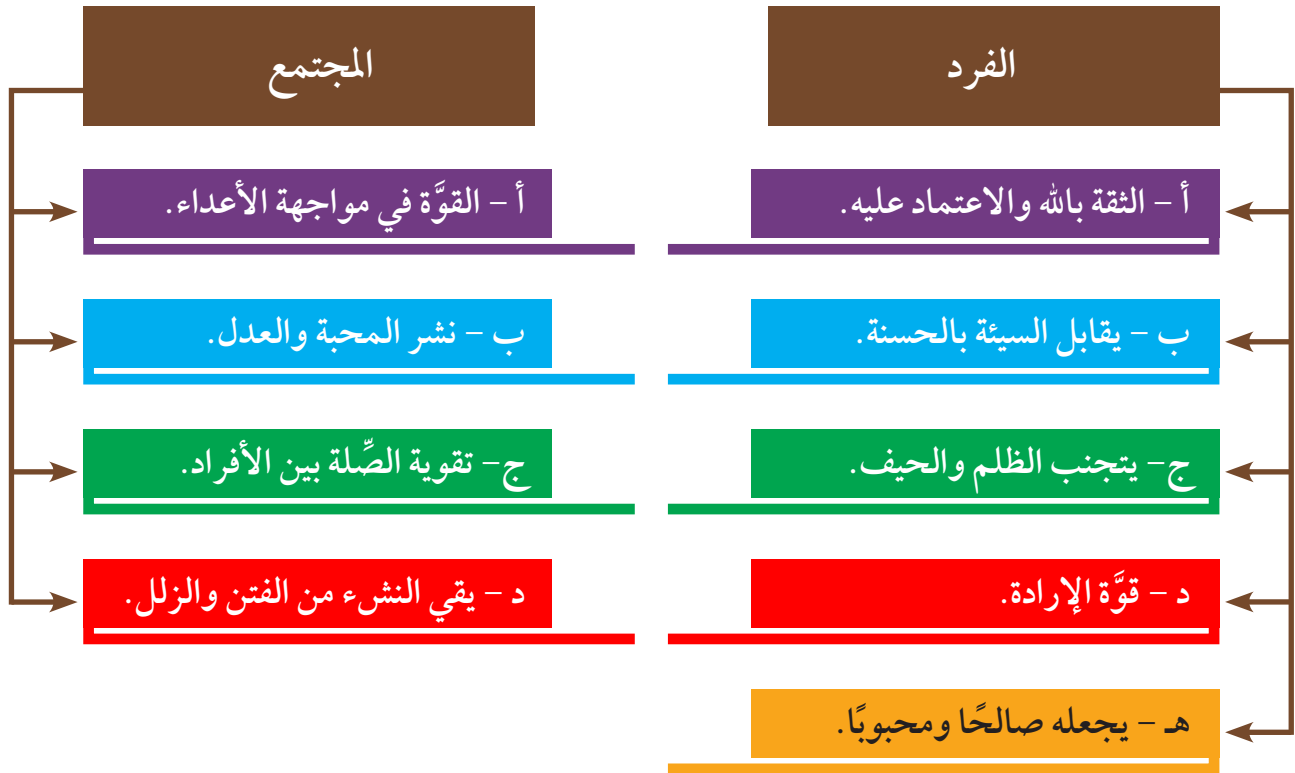 الفرد
أ – الثقة بالله والاعتماد عليه.
ب – يقابل السيئة بالحسنة.
ج – يتجنب الظلم والحيف.
د – قوَّة الإرادة.
هـ – يجعله صالحًا ومحبوبًا.
المجتمع
أ – القوَّة في مواجهة الأعداء.
ب – نشر المحبة والعدل.
ج – تقوية الصِّلة بين الأفراد.
د – يقي النشء من الفتن والزلل.